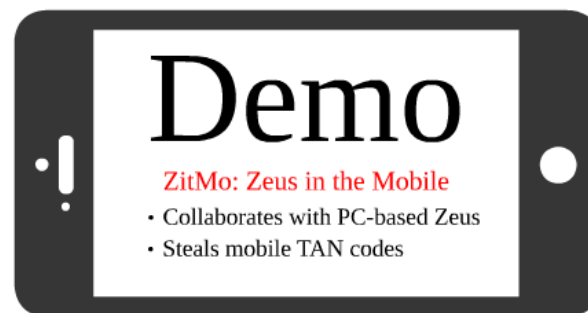 Demo
ZitMo: Zeus in the Mobile
• Collaborates with PC-based Zeus
• Steals mobile TAN codes